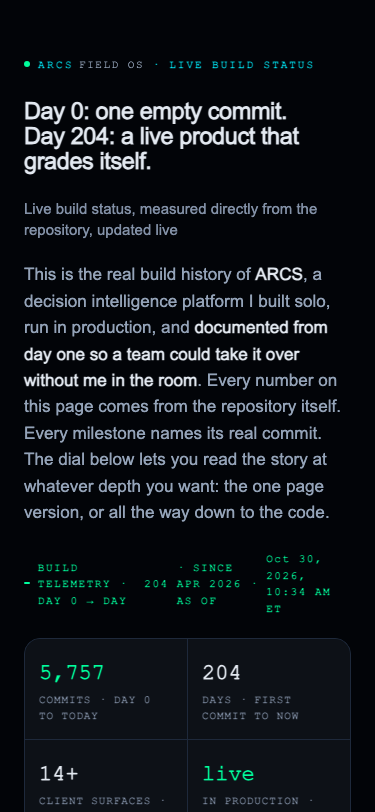 ARCS FIELD OS · LIVE BUILD STATUS
Day 0: one empty commit.
Day 204: a live product that
grades itself.
Live build status, measured directly from the
repository, updated live
This is the real build history of ARCS, a
decision intelligence platform I built solo,
run in production, and documented from
day one so a team could take it over
without me in the room. Every number on
this page comes from the repository itself.
Every milestone names its real commit.
The dial below lets you read the story at
whatever depth you want: the one page
version, or all the way down to the code.
BUILD
TELEMETRY ·
DAY 0 → DAY
204
· SINCE
APR 2026 ·
AS OF
Oct 30,
2026,
10:34 AM
ET
5,757
COMMITS · DAY 0
TO TODAY
204
DAYS · FIRST
COMMIT TO NOW
14+
CLIENT SURFACES ·
live
IN PRODUCTION ·